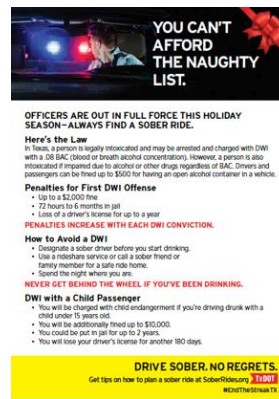 YOU CAN'T
AFFORD
THE NAUGHTY
LIST.
OFFICERS ARE OUT IN FULL FORCE THIS HOLIDAY
SEASON—ALWAYS FIND A SOBER RIDE.
Here's the Law
In Texas, a person is legally intoxicated and may be arrested and charged with DWI
with a .08 BAC (blood or breath alcohol concentration). However, a person is also
intoxicated if impaired due to alcohol or other drugs regardless of BAC. Drivers and
passengers can be fined up to $500 for having an open alcohol container in a vehicle.
Penalties for First DWI Offense
• Up to a $2,000 fine
• 72 hours to 6 months in jail
• Loss of a driver's license for up to a year
PENALTIES INCREASE WITH EACH DWI CONVICTION.
How to Avoid a DWI
• Designate a sober driver before you start drinking.
• Use a rideshare service or call a sober friend or
family member for a safe ride home.
• Spend the night where you are.
NEVER GET BEHIND THE WHEEL IF YOU'VE BEEN DRINKING.
DWI with a Child Passenger
• You will be charged with child endangerment if you're driving drunk with a
child under 15 years old.
• You will be additionally fined up to $10,000.
• You could be put in jail for up to 2 years.
• You will lose your driver's license for another 180 days.
DRIVE SOBER. NO REGRETS.
Get tips on how to plan a sober ride at SoberRides.org TxDOT
#EndTheStreakTX